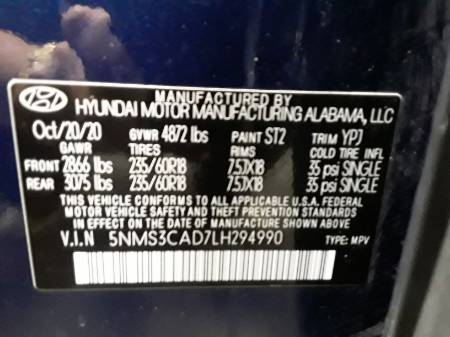 MANUFACTURED BY
HYUNDAI MOTOR MANUFACTURING ALABAMA, LLC
Oct/20/20 GVWR 4872 lbs PAINT ST2 TRIM YPJ
GAWR TIRES RIMS COLD TIRE INFL
FRONT 2866 lbs 235/60R18 7.5JX18 35 psi SINGLE
REAR 3075 lbs 235/60R18 7.5JX18 35 psi SINGLE
THIS VEHICLE CONFORMS TO ALL APPLICABLE U.S.A. FEDERAL
MOTOR VEHICLE SAFETY, BUMPER, AND THEFT PREVENTION
STANDARDS IN EFFECT ON THE DATE OF MANUFACTURE SHOWN ABOVE.
V.I.N 5NMS3CAD7LH294990 TYPE: MPV